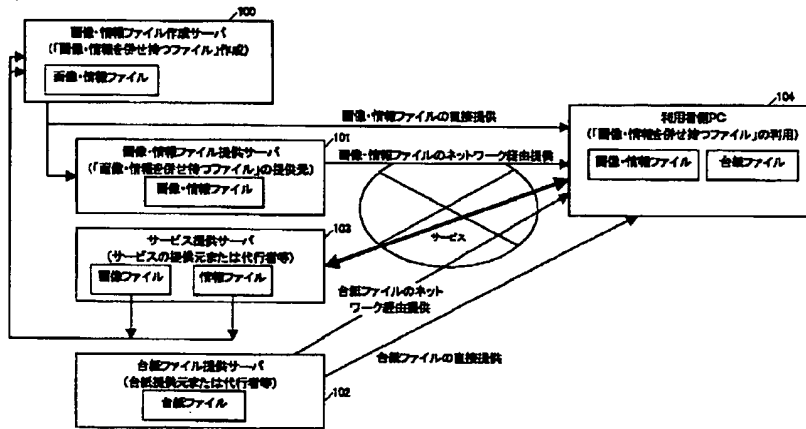 100
画像・情報ファイル作成サーバ
(「画像・情報を併せ持つファイル」作成)
画像・情報ファイル
画像・情報ファイルの直接提供
104
利用者側PC
(「画像・情報を併せ持つファイル」の利用)
画像・情報ファイル
台紙ファイル
101
画像・情報ファイル提供サーバ
(「画像・情報を併せ持つファイル」の提供元)
画像・情報ファイル
画像・情報ファイルのネットワーク経由提供
103
サービス提供サーバ
(サービスの提供元または代行者等)
画像ファイル
情報ファイル
サービス
台紙ファイルのネット
ワーク経由提供
台紙ファイル提供サーバ
(台紙提供元または代行者等)
台紙ファイル
102
台紙ファイルの直接提供